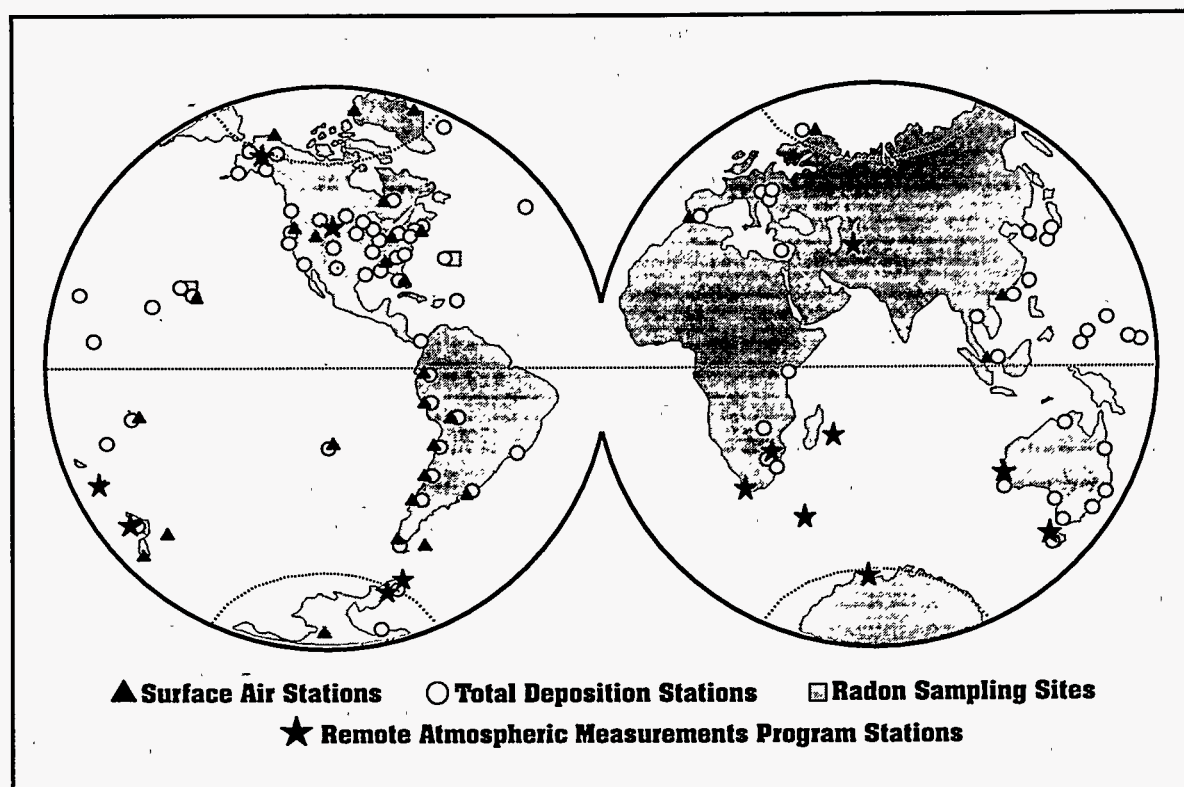 Surface Air Stations Total Deposition Stations Radon Sampling Sites
Remote Atmospheric Measurements Program Stations